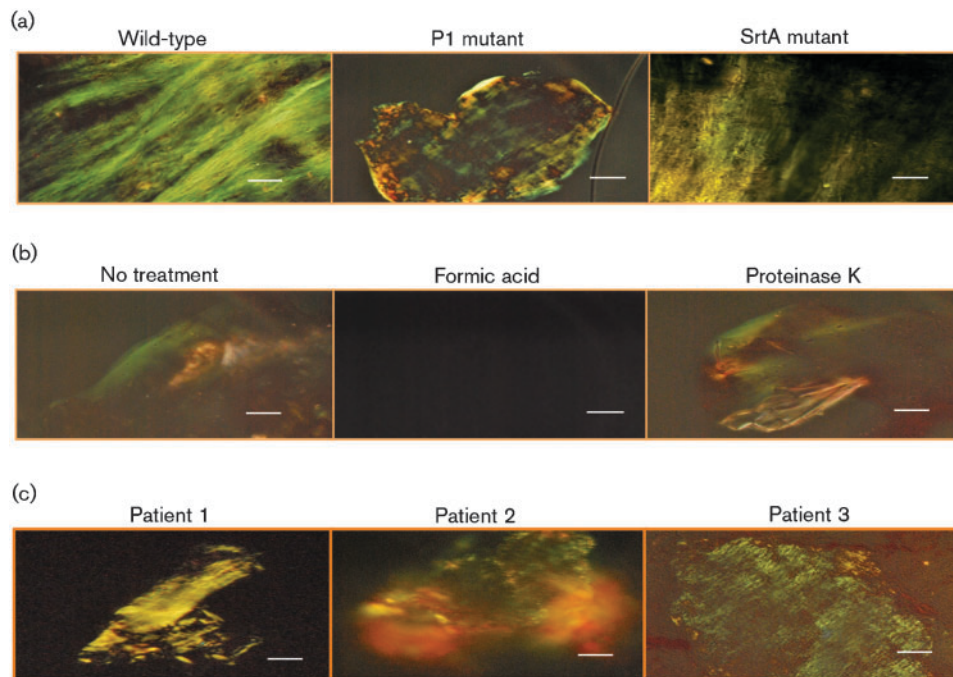 (a)
Wild-type P1 mutant SrtA mutant
(b)
No treatment Formic acid Proteinase K
(c)
Patient 1 Patient 2 Patient 3